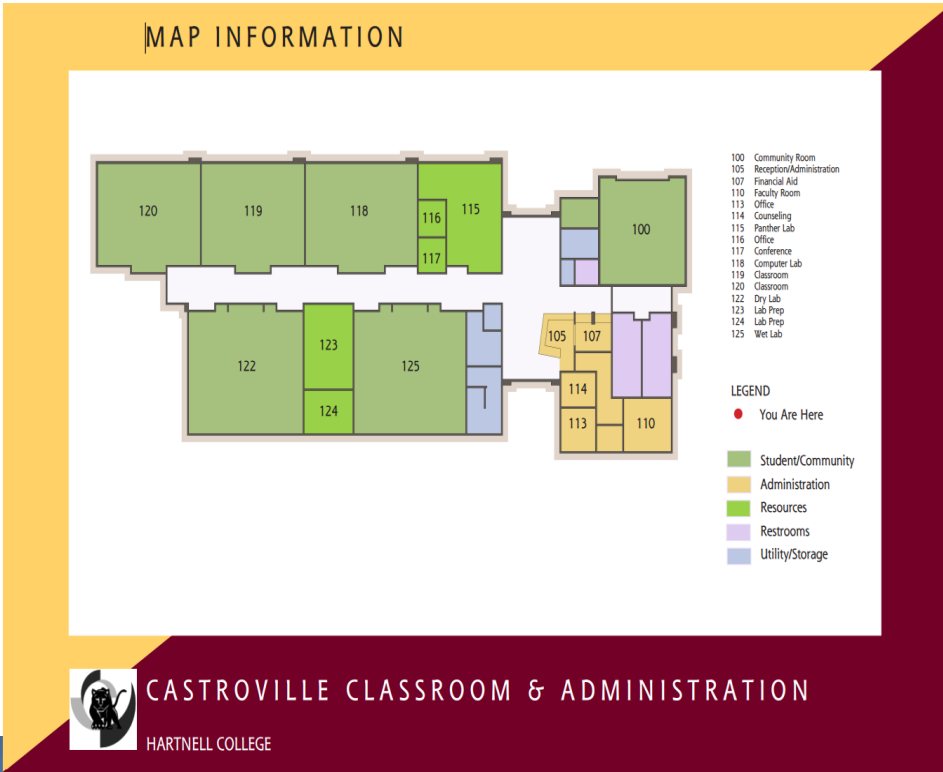 MAP INFORMATION
120
119
118
116
117
115
100
122
123
124
125
105
107
114
113
110
100 Community Room
105 Reception/Administration
107 Financial Aid
110 Faculty Room
113 Office
114 Counseling
115 Panther Lab
116 Office
117 Conference
118 Computer Lab
119 Classroom
120 Classroom
122 Dry Lab
123 Lab Prep
124 Lab Prep
125 Wet Lab
LEGEND
You Are Here
Student/Community
Administration
Resources
Restrooms
Utility/Storage
CASTROVILLE CLASSROOM & ADMINISTRATION
HARTNELL COLLEGE